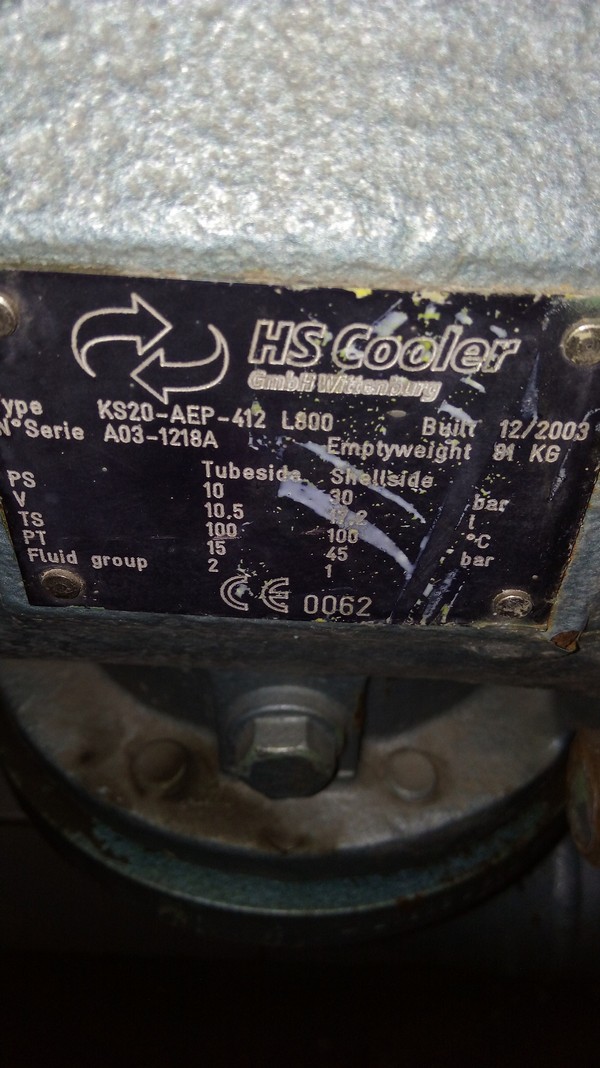 HS Cooler
GmbH Wittenburg
ype KS20-AEP-412 L800 Built 12/2003
N°Serie A03-1218A Emptyweight 91 KG
Tubeside Shellside
PS 10 30 bar
V 10.5 l
TS 100 100 °C
PT 15 45 bar
Fluid group 2 1
CE 0062